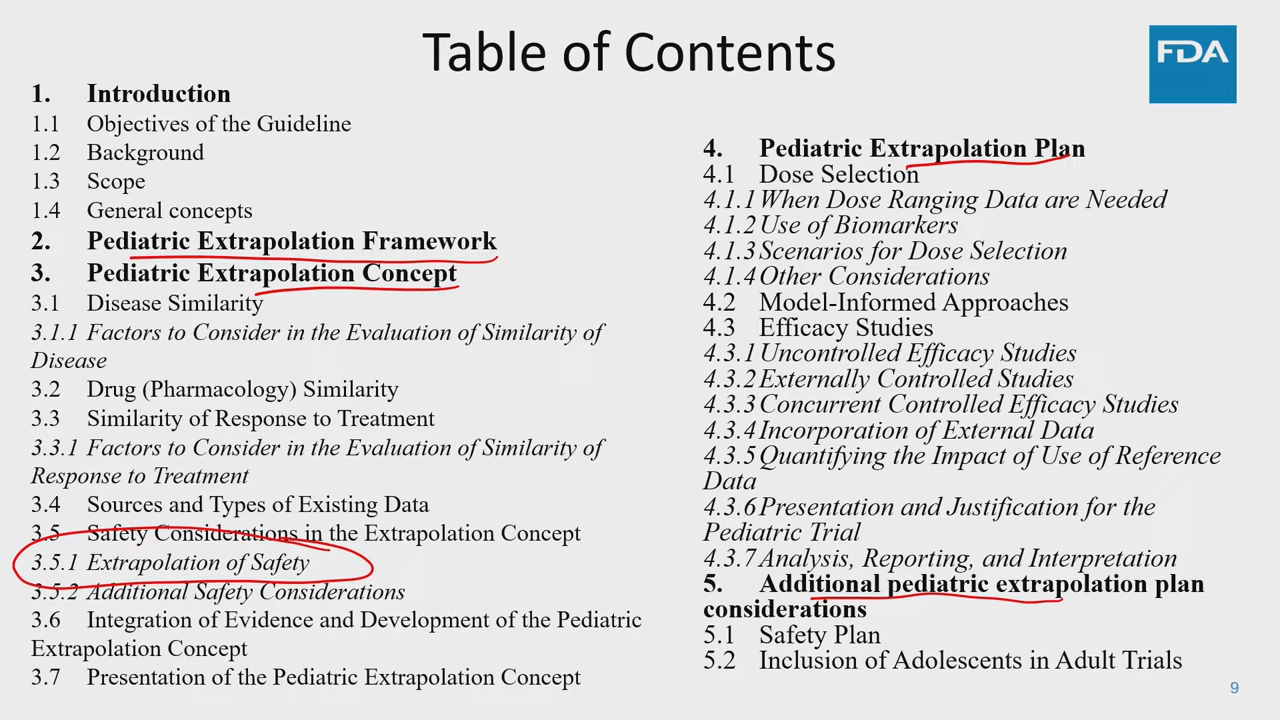 Table of Contents
FDA
1. Introduction
1.1 Objectives of the Guideline
1.2 Background
1.3 Scope
1.4 General concepts
2. Pediatric Extrapolation Framework
3. Pediatric Extrapolation Concept
3.1 Disease Similarity
3.1.1 Factors to Consider in the Evaluation of Similarity of
Disease
3.2 Drug (Pharmacology) Similarity
3.3 Similarity of Response to Treatment
3.3.1 Factors to Consider in the Evaluation of Similarity of
Response to Treatment
3.4 Sources and Types of Existing Data
3.5 Safety Considerations in the Extrapolation Concept
3.5.1 Extrapolation of Safety
3.5.2 Additional Safety Considerations
3.6 Integration of Evidence and Development of the Pediatric
Extrapolation Concept
3.7 Presentation of the Pediatric Extrapolation Concept
4. Pediatric Extrapolation Plan
4.1 Dose Selection
4.1.1 When Dose Ranging Data are Needed
4.1.2 Use of Biomarkers
4.1.3 Scenarios for Dose Selection
4.1.4 Other Considerations
4.2 Model-Informed Approaches
4.3 Efficacy Studies
4.3.1 Uncontrolled Efficacy Studies
4.3.2 Externally Controlled Studies
4.3.3 Concurrent Controlled Efficacy Studies
4.3.4 Incorporation of External Data
4.3.5 Quantifying the Impact of Use of Reference
Data
4.3.6 Presentation and Justification for the
Pediatric Trial
4.3.7 Analysis, Reporting, and Interpretation
5. Additional pediatric extrapolation plan
considerations
5.1 Safety Plan
5.2 Inclusion of Adolescents in Adult Trials
9